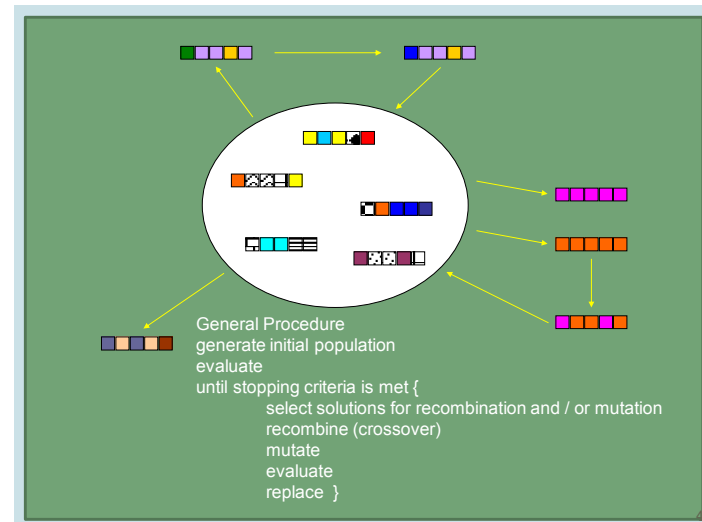 General Procedure
generate initial population
evaluate
until stopping criteria is met {
select solutions for recombination and / or mutation
recombine (crossover)
mutate
evaluate
replace }